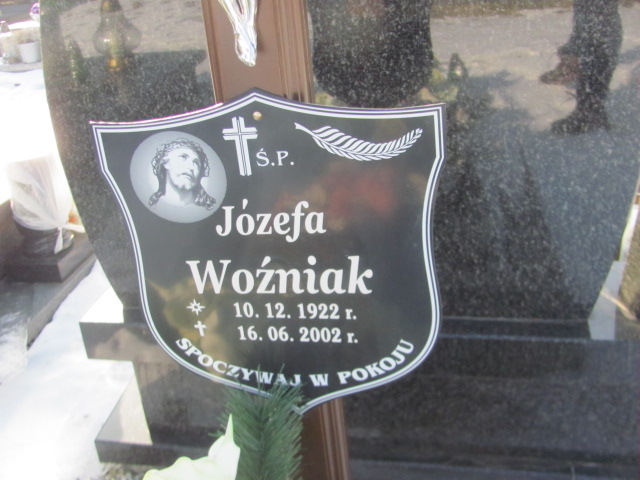 Ś.P.
Józefa
Woźniak
10. 12. 1922 r.
16. 06. 2002 r.
SPOCZYWAJ W POKOJU